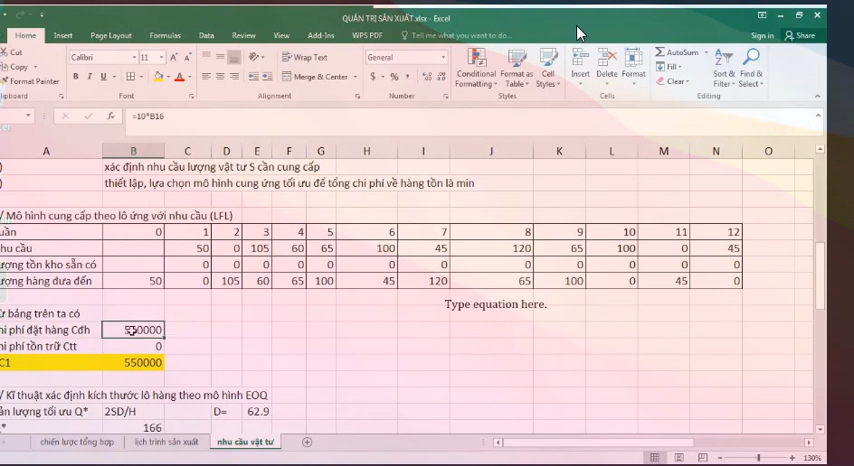 QUẢN TRỊ SẢN XUẤT.xlsx - Excel
Sign in Share
Home Insert Page Layout Formulas Data Review View Add-Ins WPS PDF Tell me what you want to do...
Cut
Copy
Format Painter
Calibri 11
B I U
Wrap Text
Merge & Center
General
$ % ,
Conditional Formatting
Format as Table
Cell Styles
Insert Delete Format
AutoSum
Fill
Clear
Sort & Filter
Find & Select
lipboard Font Alignment Number Styles Cells Editing
fx =10*B16
A B C D E F G H I J K L M N O
) xác định nhu cầu lượng vật tư S cần cung cấp
) thiết lập, lựa chọn mô hình cung ứng tối ưu để tổng chi phí về hàng tồn là min
/ Mô hình cung cấp theo lô ứng với nhu cầu (LFL)
uần 0 1 2 3 4 5 6 7 8 9 10 11 12
hu cầu 50 0 105 60 65 100 45 120 65 100 0 45
ượng tồn kho sẵn có 0 0 0 0 0 0 0 0 0 0 0 0
ượng hàng đưa đến 50 0 105 60 65 100 45 120 65 100 0 45 0
Type equation here.
ừ bảng trên ta có
hi phí đặt hàng Cdh 550000
hi phí tồn trữ Ctt 0
C1 550000
/ Kĩ thuật xác định kích thước lô hàng theo mô hình EOQ
ản lượng tối ưu Q* 2SD/H D= 62.9
* 166
chiến lược tổng hợp lịch trình sản xuất nhu cầu vật tư
130%